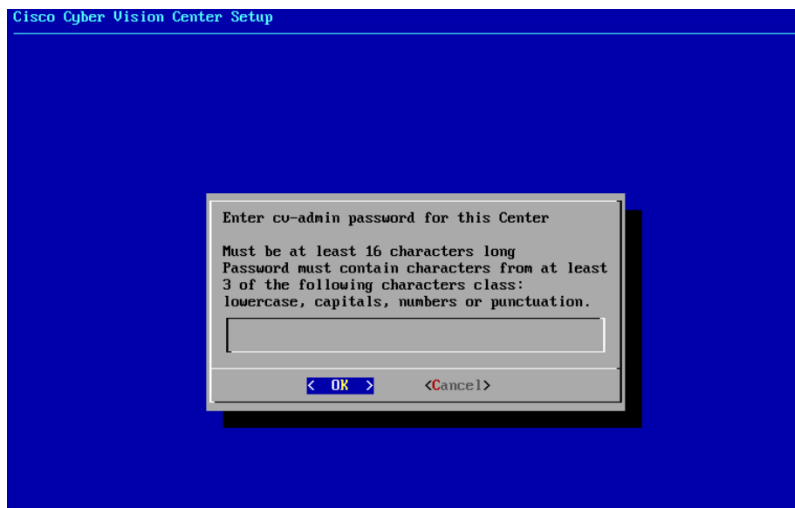 Cisco Cyber Vision Center Setup
Enter cv-admin password for this Center
Must be at least 16 characters long
Password must contain characters from at least
3 of the following characters class:
lowercase, capitals, numbers or punctuation.
< OK > <Cancel>